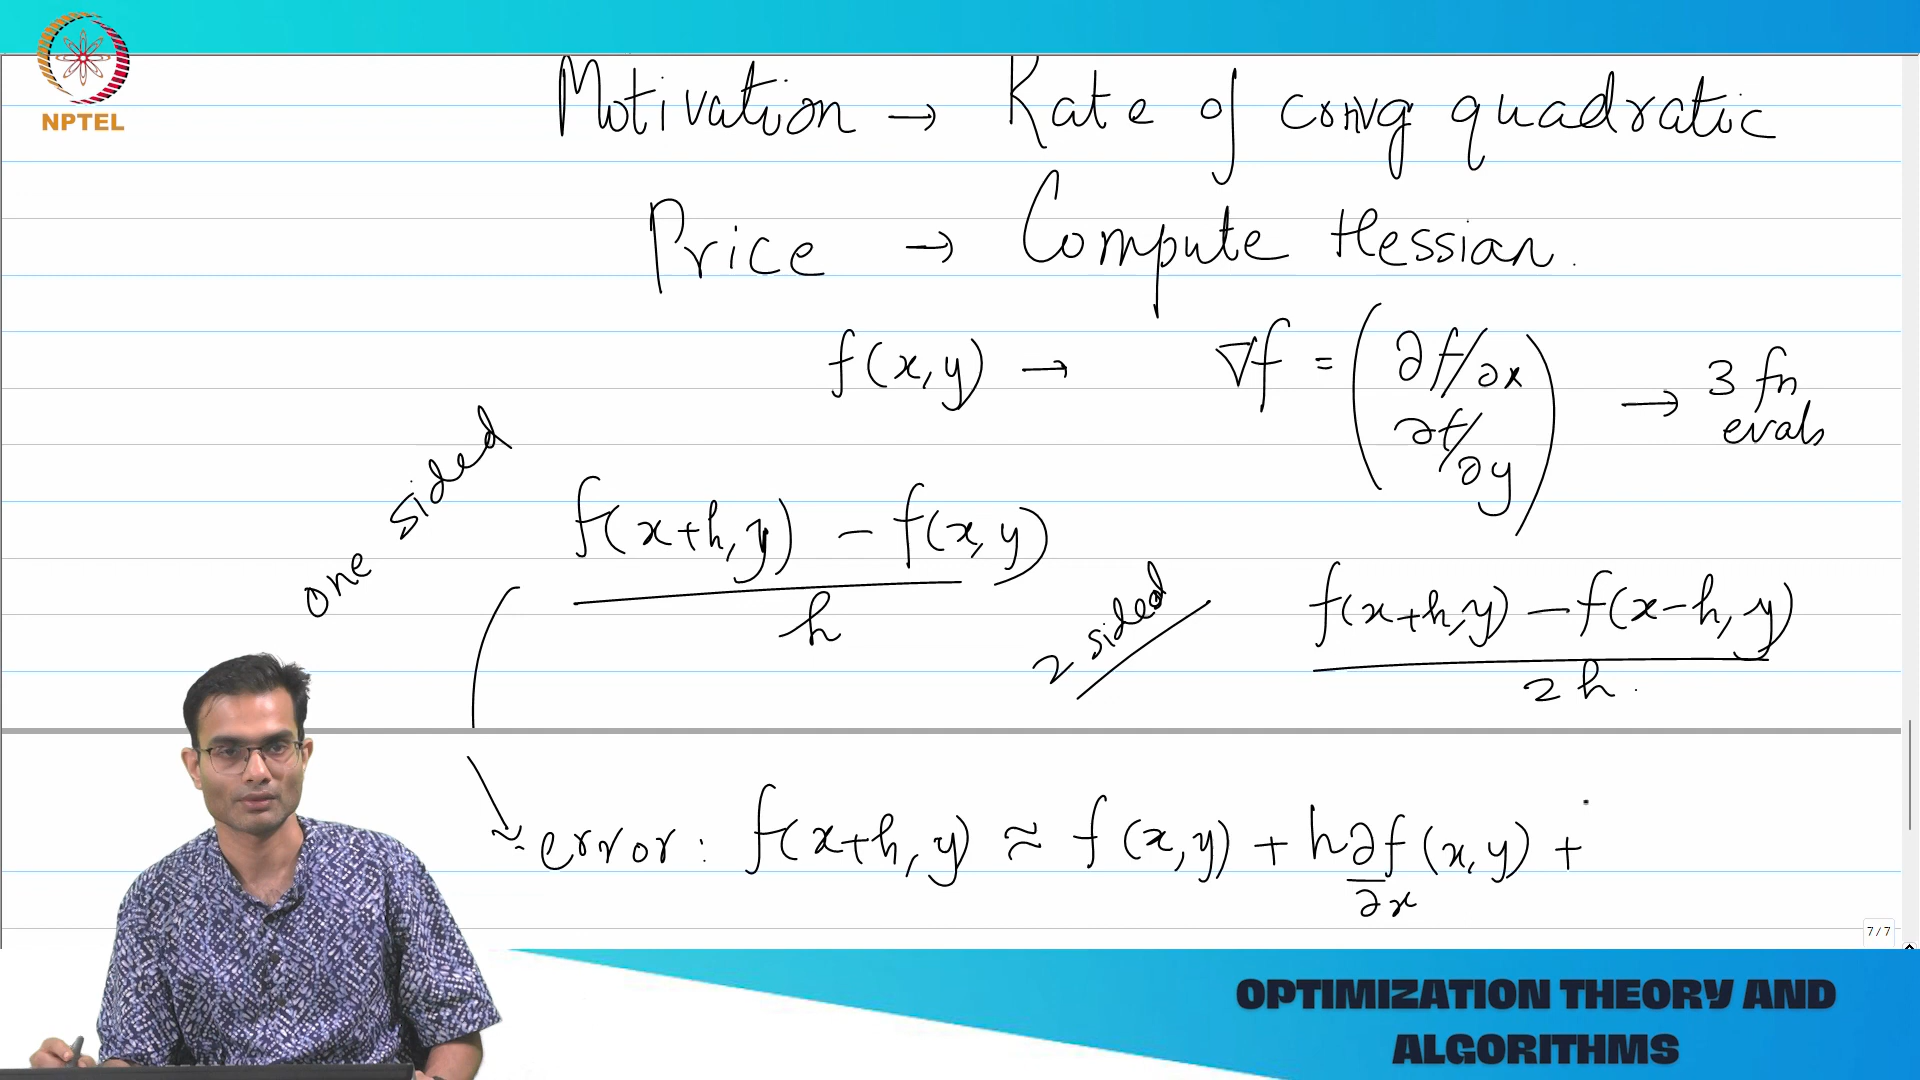 NPTEL
Motivation → Rate of convg quadratic
Price → Compute Hessian.
f(x,y) → ∇f = (∂f/∂x ∂f/∂y) → 3 fn evals
one sided
f(x+h,y) − f(x,y) / h
2 sided
f(x+h,y) − f(x−h,y) / 2h.
error: f(x+h,y) ≈ f(x,y) + h ∂f/∂x (x,y) +
7/7
OPTIMIZATION THEORY AND
ALGORITHMS